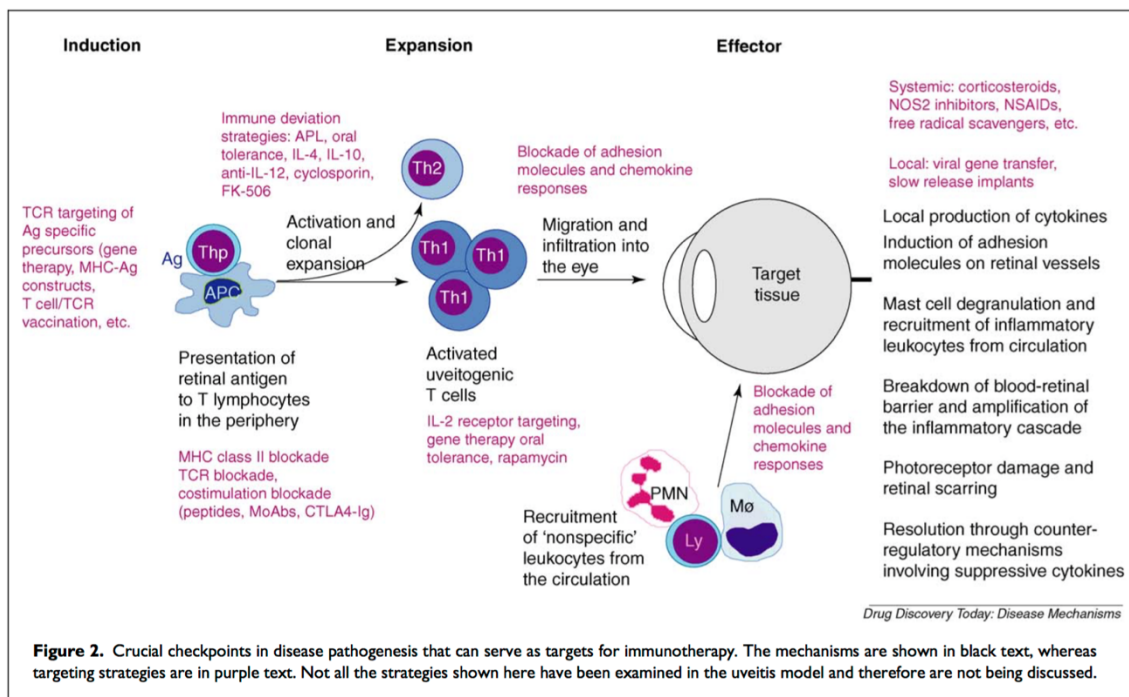 Induction
Expansion
Effector
Immune deviation
strategies: APL, oral
tolerance, IL-4, IL-10,
anti-IL-12, cyclosporin,
FK-506
Th2
Blockade of adhesion
molecules and chemokine
responses
Systemic: corticosteroids,
NOS2 inhibitors, NSAIDs,
free radical scavengers, etc.
Local: viral gene transfer,
slow release implants
TCR targeting of
Ag specific
precursors (gene
therapy, MHC-Ag
constructs,
T cell/TCR
vaccination, etc.
Ag
Thp
APC
Activation and
clonal
expansion
Th1
Th1
Th1
Migration and
infiltration into
the eye
Target
tissue
Local production of cytokines
Induction of adhesion
molecules on retinal vessels
Mast cell degranulation and
recruitment of inflammatory
leukocytes from circulation
Breakdown of blood-retinal
barrier and amplification of
the inflammatory cascade
Photoreceptor damage and
retinal scarring
Resolution through counter-
regulatory mechanisms
involving suppressive cytokines
Presentation of
retinal antigen
to T lymphocytes
in the periphery
MHC class II blockade
TCR blockade,
costimulation blockade
(peptides, MoAbs, CTLA4-Ig)
Activated
uveitogenic
T cells
IL-2 receptor targeting,
gene therapy oral
tolerance, rapamycin
Blockade of
adhesion
molecules and
chemokine
responses
PMN
Mø
Ly
Recruitment
of 'nonspecific'
leukocytes from
the circulation
Drug Discovery Today: Disease Mechanisms
Figure 2. Crucial checkpoints in disease pathogenesis that can serve as targets for immunotherapy. The mechanisms are shown in black text, whereas
targeting strategies are in purple text. Not all the strategies shown here have been examined in the uveitis model and therefore are not being discussed.